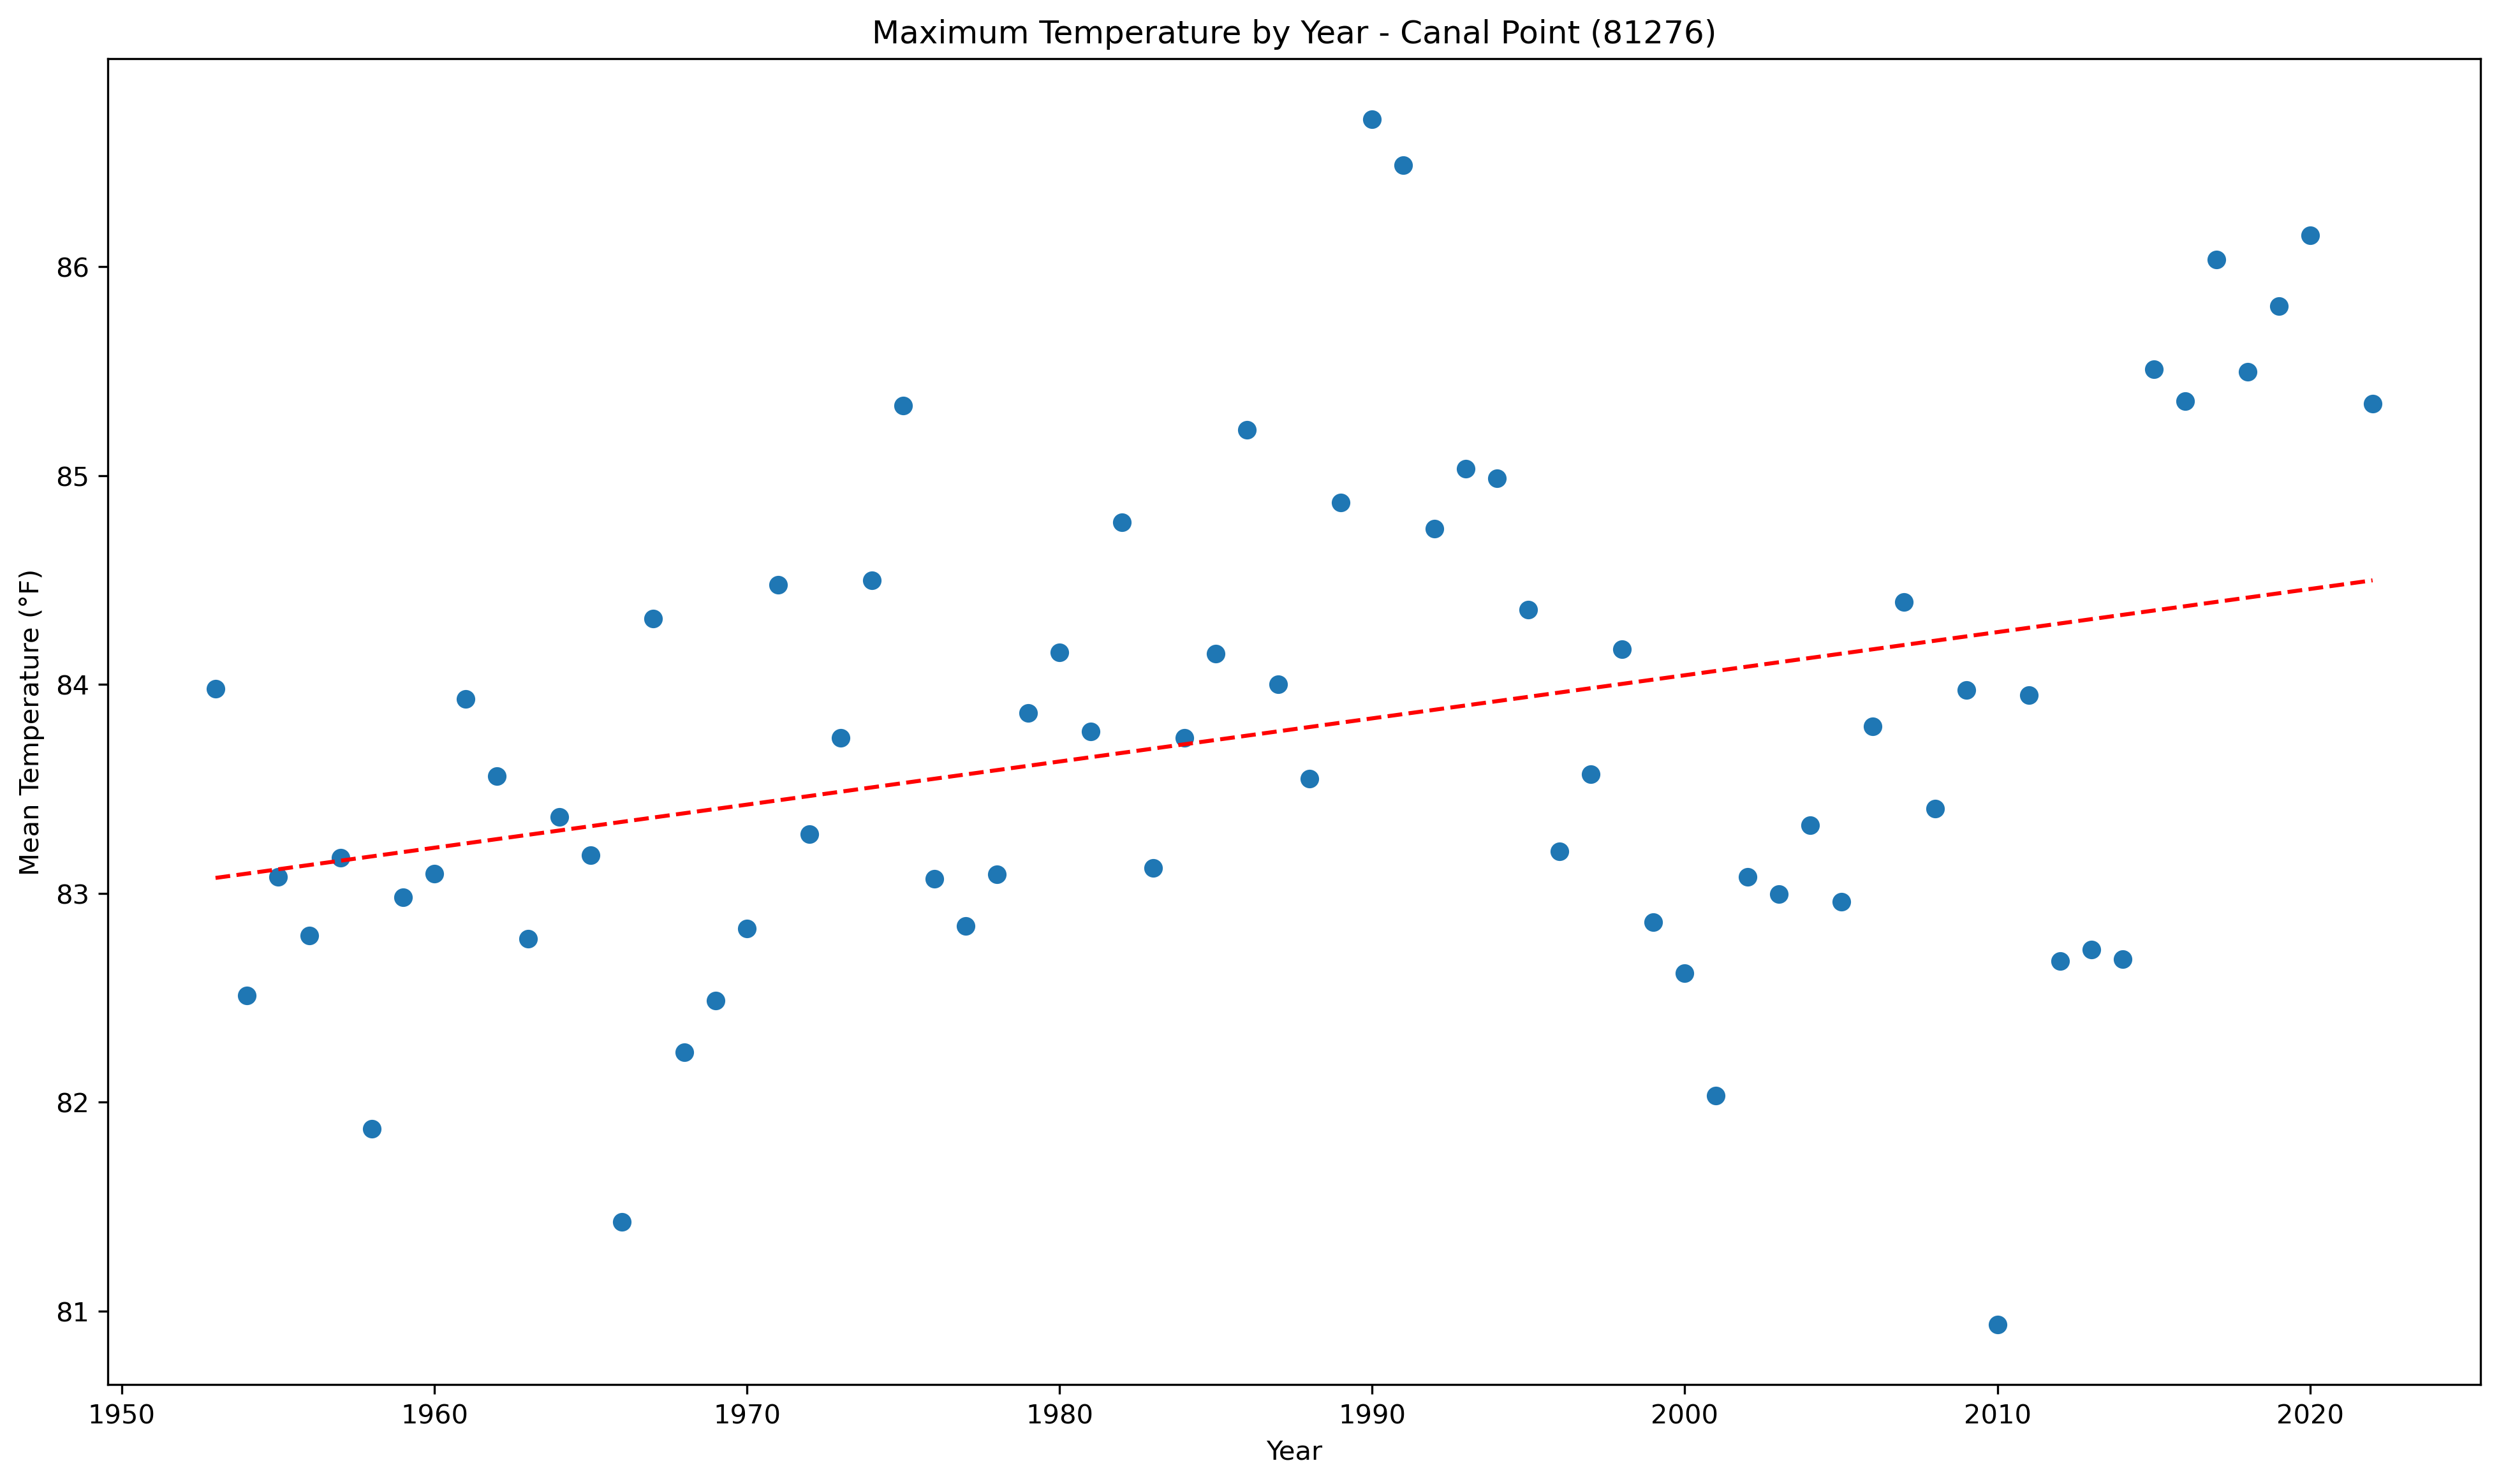 Maximum Temperature by Year - Canal Point (81276)
Mean Temperature (°F)
86
85
84
83
82
81
1950 1960 1970 1980 1990 2000 2010 2020
Year